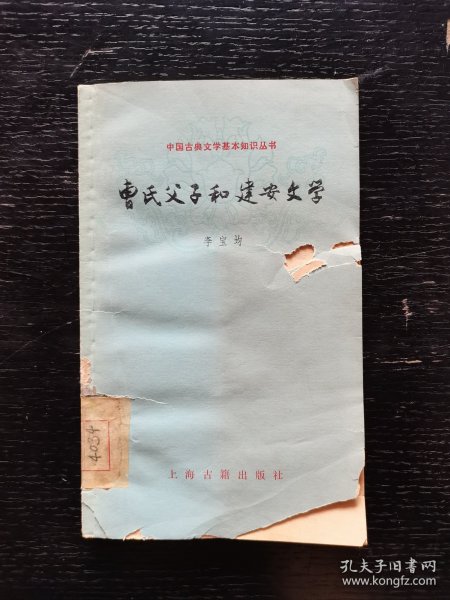 中国古典文学基本知识丛书
曹氏父子和建安文学
李宝均
4034
上海古籍出版社
孔夫子旧书网
www.kongfz.com